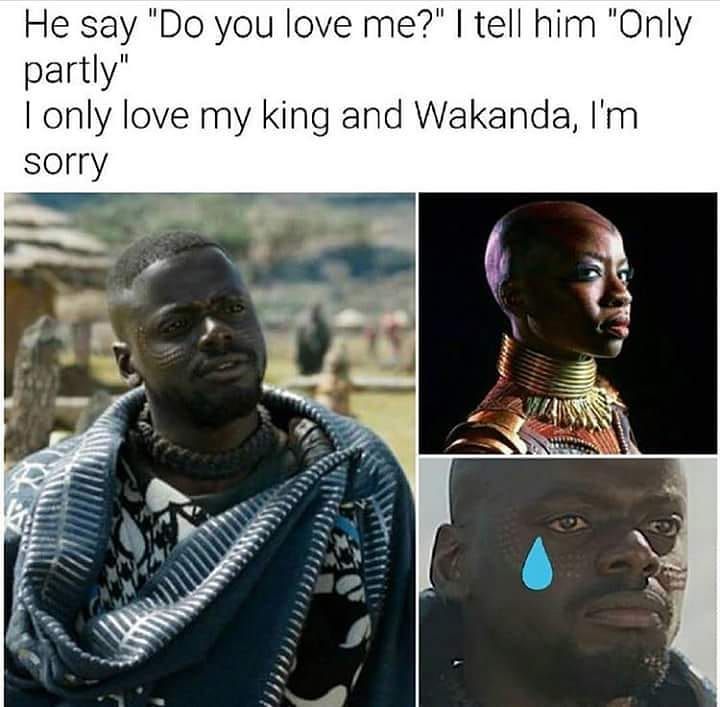 He say "Do you love me?" I tell him "Only
partly"
I only love my king and Wakanda, I'm
sorry